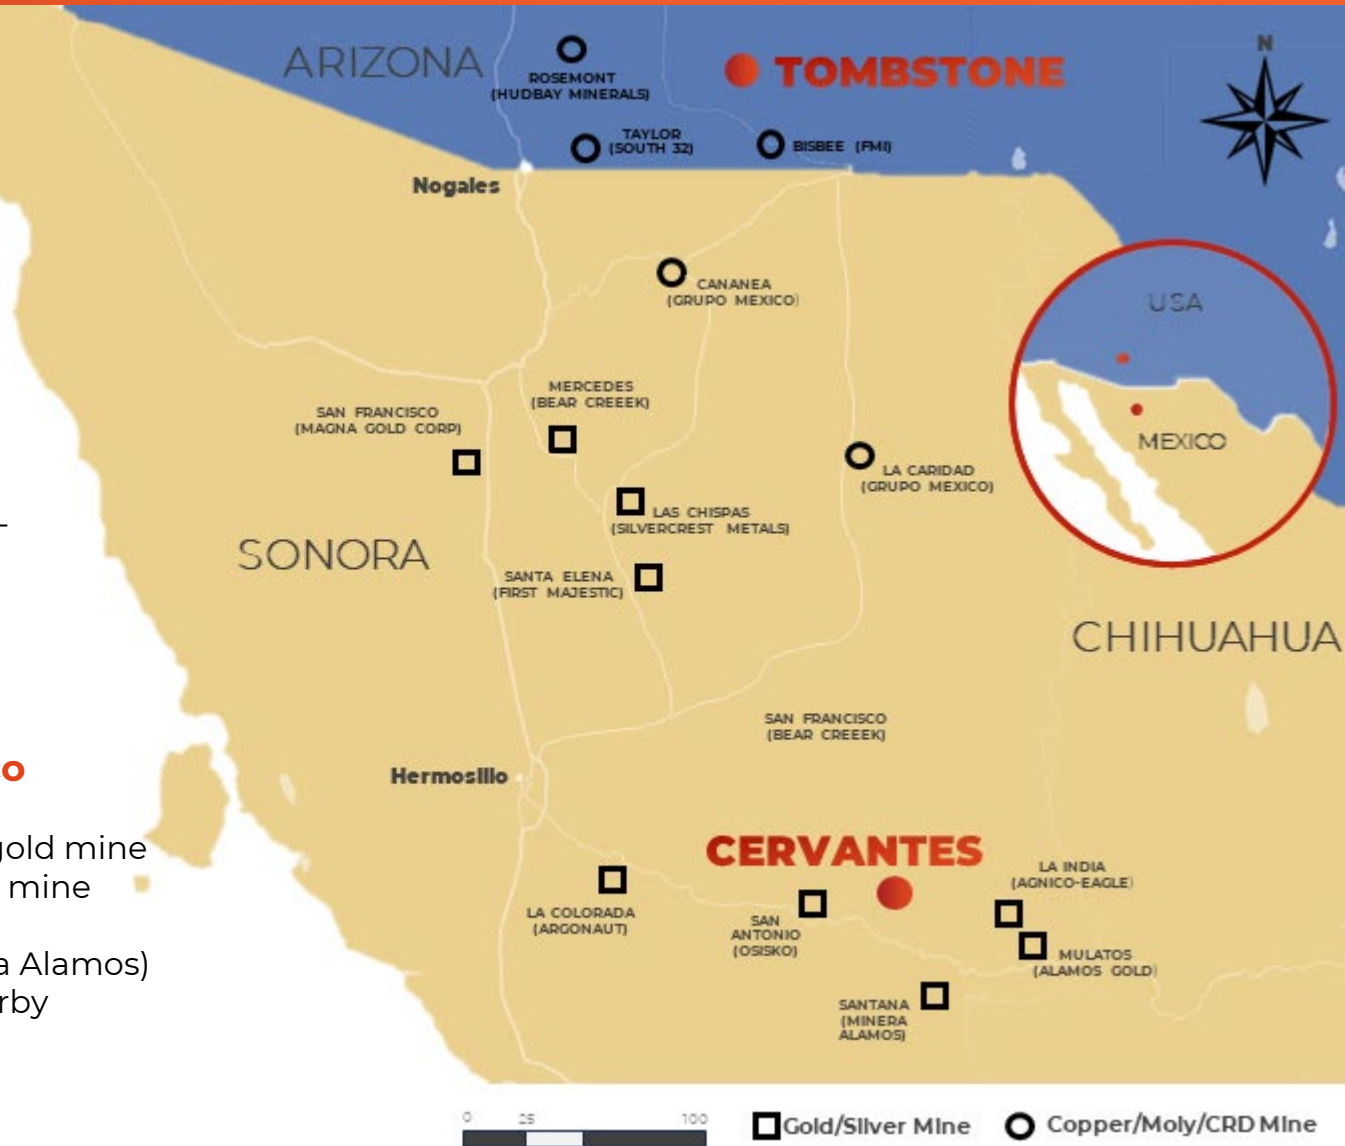 ARIZONA
ROSEMONT
(HUDBAY MINERALS)
TOMBSTONE
N
TAYLOR
(SOUTH 32)
BISBEE (FMI)
Nogales
CANANEA
(GRUPO MEXICO)
USA
MEXICO
MERCEDES
(BEAR CREEEK)
SAN FRANCISCO
(MAGNA GOLD CORP)
LA CARIDAD
(GRUPO MEXICO)
LAS CHISPAS
(SILVERCREST METALS)
SONORA
SANTA ELENA
(FIRST MAJESTIC)
CHIHUAHUA
SAN FRANCISCO
(BEAR CREEEK)
Hermosillo
o
gold mine
mine
a Alamos)
rby
CERVANTES
LA INDIA
(AGNICO-EAGLE)
LA COLORADA
(ARGONAUT)
SAN
ANTONIO
(OSISKO)
MULATOS
(ALAMOS GOLD)
SANTANA
(MINERA
ALAMOS)
0 25 100
Gold/Silver Mine
Copper/Moly/CRD Mine